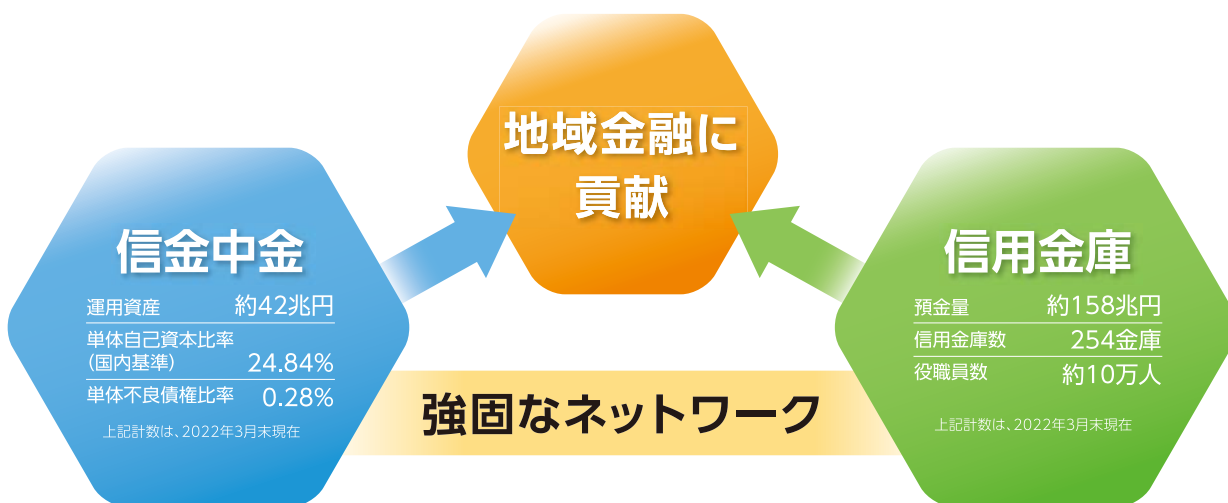 地域金融に
貢献
信金中金
運用資産 約42兆円
単体自己資本比率
(国内基準) 24.84%
単体不良債権比率 0.28%
上記計数は、2022年3月末現在
信用金庫
預金量 約158兆円
信用金庫数 254金庫
役職員数 約10万人
上記計数は、2022年3月末現在
強固なネットワーク